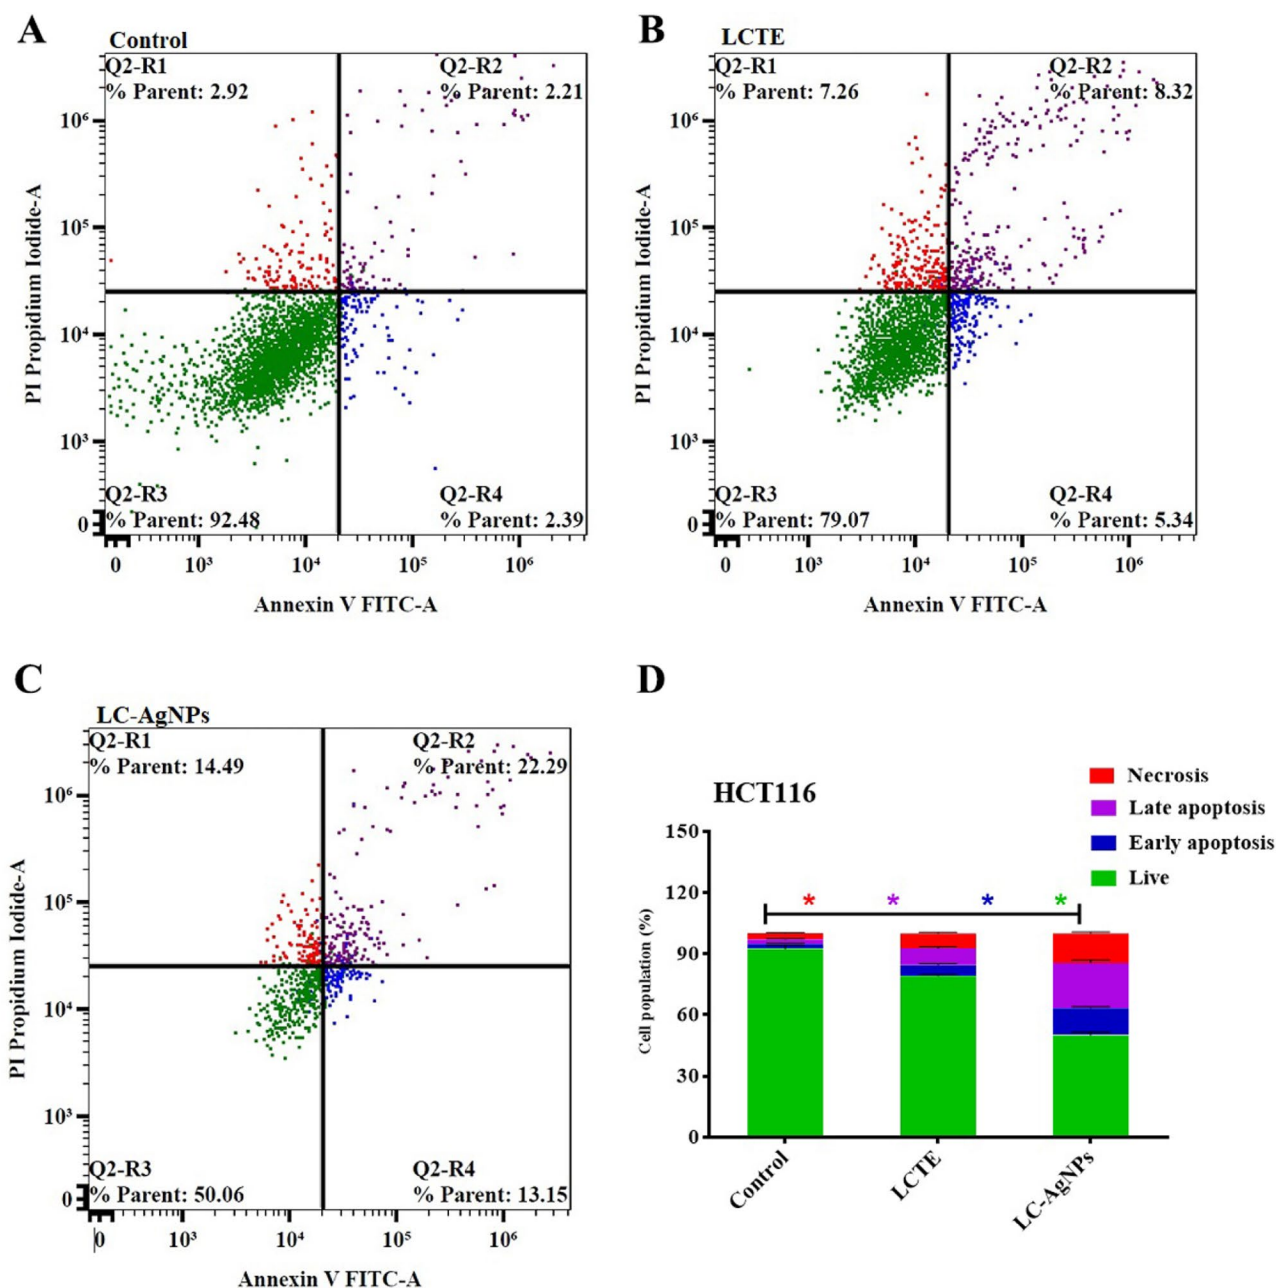 A
Control
Q2-R1
% Parent: 2.92
Q2-R2
% Parent: 2.21
10⁶
10⁵
10⁴
10³
0
PI Propidium Iodide-A
Q2-R3
% Parent: 92.48
Q2-R4
% Parent: 2.39
0 10³ 10⁴ 10⁵ 10⁶
Annexin V FITC-A
B
LCTE
Q2-R1
% Parent: 7.26
Q2-R2
% Parent: 8.32
10⁶
10⁵
10⁴
10³
0
PI Propidium Iodide-A
Q2-R3
% Parent: 79.07
Q2-R4
% Parent: 5.34
0 10³ 10⁴ 10⁵ 10⁶
Annexin V FITC-A
C
LC-AgNPs
Q2-R1
% Parent: 14.49
Q2-R2
% Parent: 22.29
10⁶
10⁵
10⁴
10³
0
PI Propidium Iodide-A
Q2-R3
% Parent: 50.06
Q2-R4
% Parent: 13.15
0 10³ 10⁴ 10⁵ 10⁶
Annexin V FITC-A
D
HCT116
Necrosis
Late apoptosis
Early apoptosis
Live
150
120
90
60
30
0
Cell population (%)
* * * *
Control
LCTE
LC-AgNPs